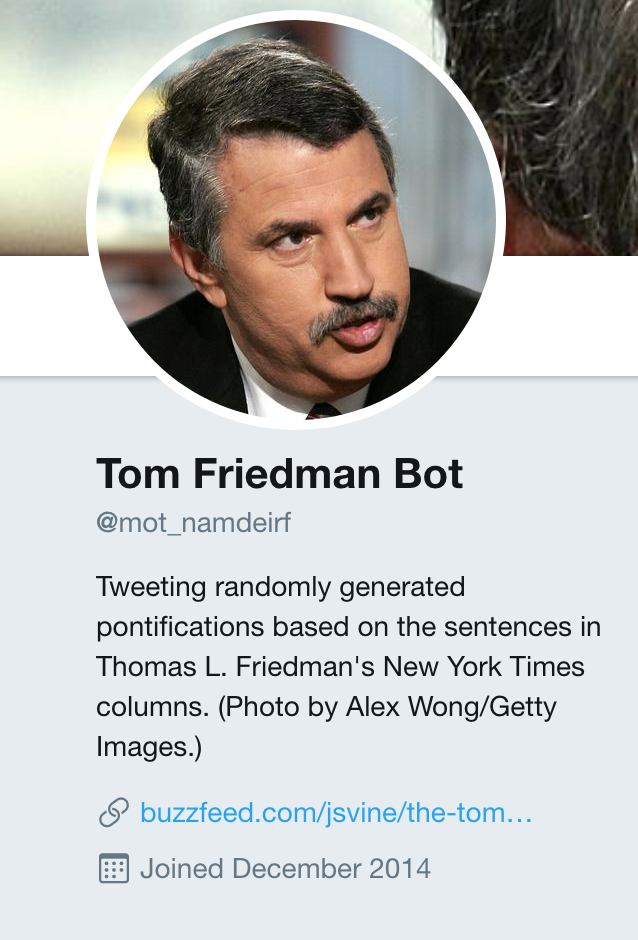 Tom Friedman Bot
@mot_namdeirf
Tweeting randomly generated
pontifications based on the sentences in
Thomas L. Friedman's New York Times
columns. (Photo by Alex Wong/Getty
Images.)
buzzfeed.com/jsvine/the-tom…
Joined December 2014